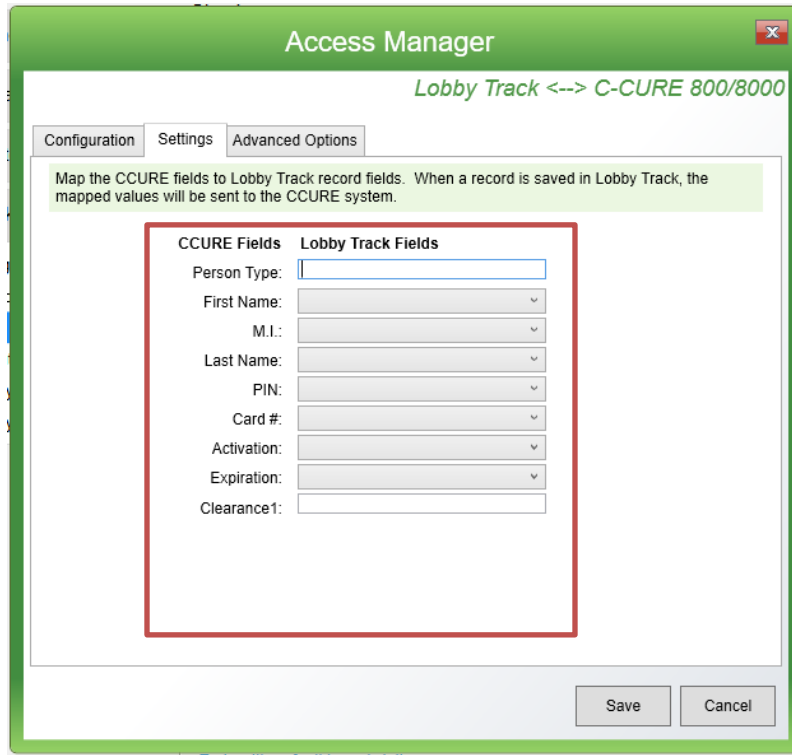 Access Manager
Lobby Track <--> C-CURE 800/8000
Configuration Settings Advanced Options
Map the CCURE fields to Lobby Track record fields. When a record is saved in Lobby Track, the
mapped values will be sent to the CCURE system.
CCURE Fields Lobby Track Fields
Person Type:
First Name:
M.I.:
Last Name:
PIN:
Card #:
Activation:
Expiration:
Clearance1:
Save Cancel